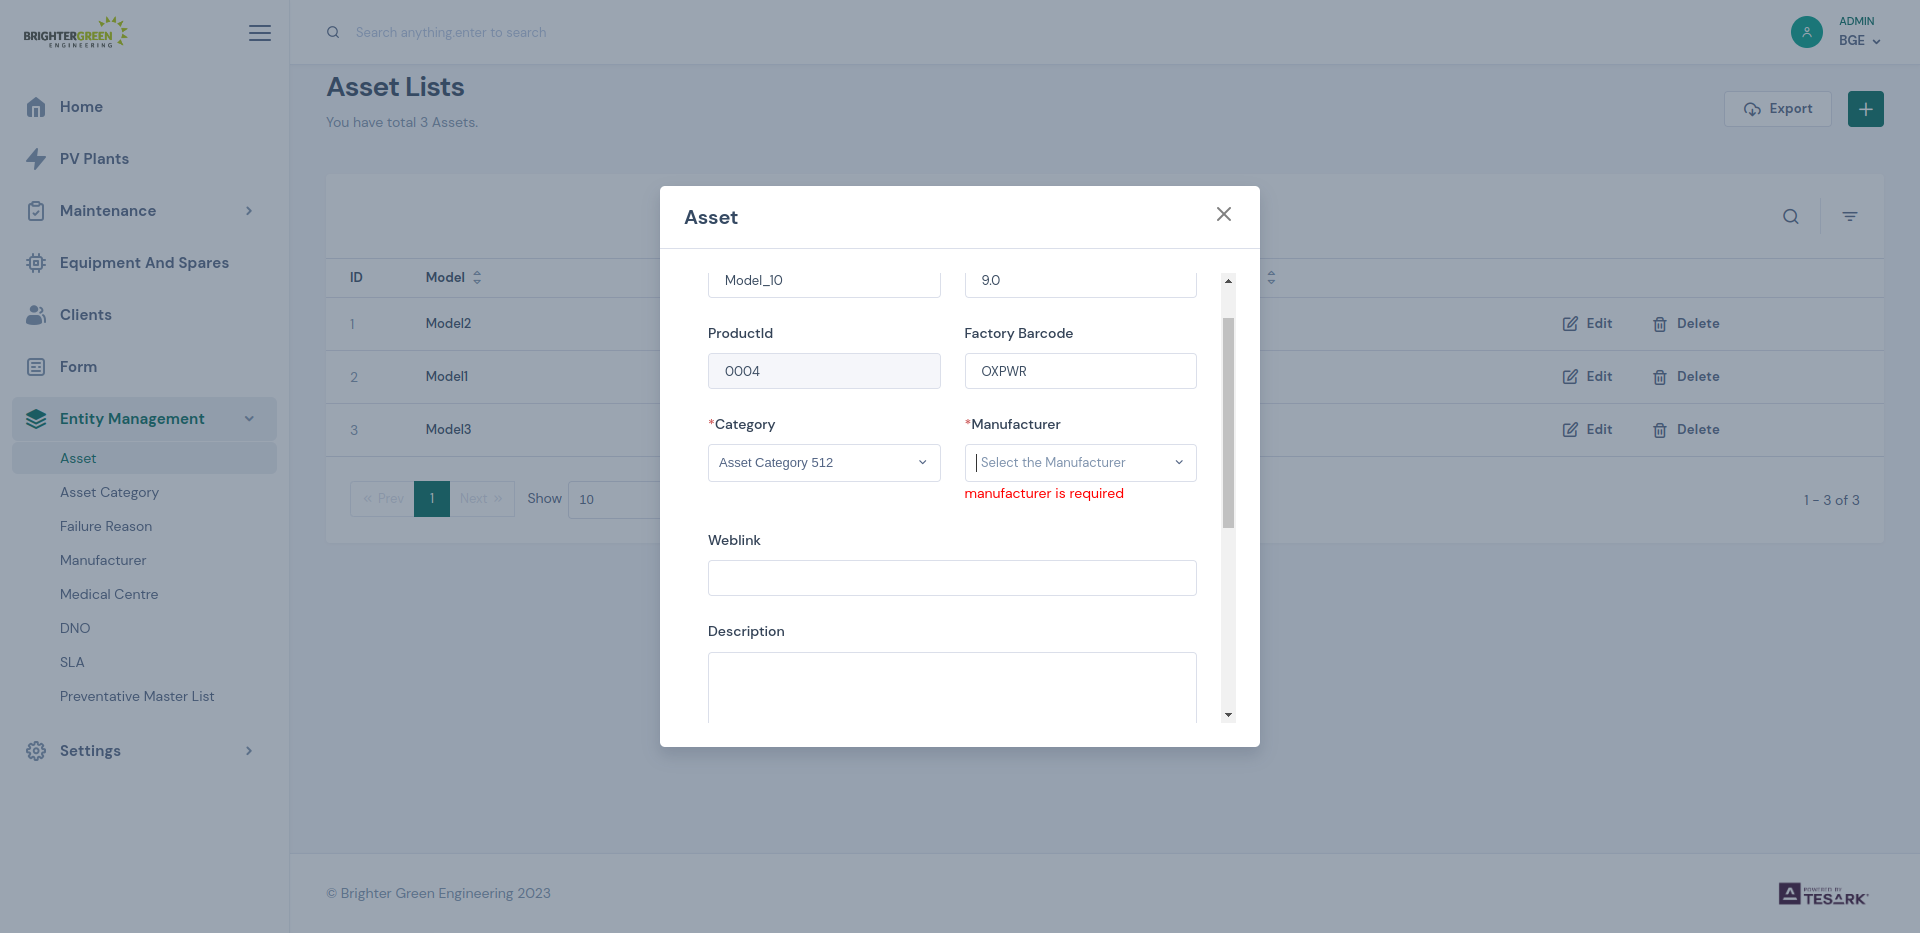 BRIGHTERGREEN
ENGINEERING
Search anything.enter to search
ADMIN
BGE
Home
PV Plants
Maintenance
Equipment And Spares
Clients
Form
Entity Management
Asset
Asset Category
Failure Reason
Manufacturer
Medical Centre
DNO
SLA
Preventative Master List
Settings
Asset Lists
You have total 3 Assets.
Export
ID Model
1 Model2 Edit Delete
2 Model1 Edit Delete
3 Model3 Edit Delete
« Prev 1 Next » Show 10
1 - 3 of 3
Asset
Model_10 9.0
ProductId Factory Barcode
0004 OXPWR
*Category *Manufacturer
Asset Category 512 Select the Manufacturer
manufacturer is required
Weblink
Description
© Brighter Green Engineering 2023
POWERED BY
TESARK